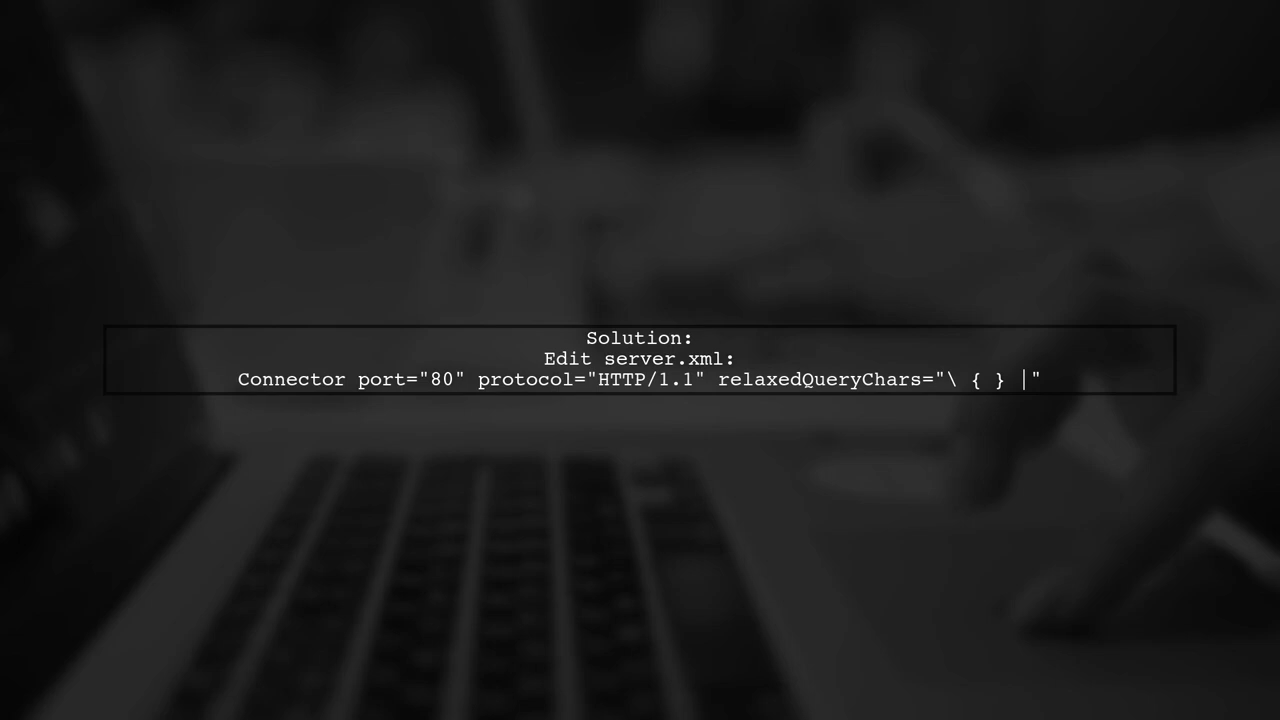 Solution:
Edit server.xml:
Connector port="80" protocol="HTTP/1.1" relaxedQueryChars="\ { } |"